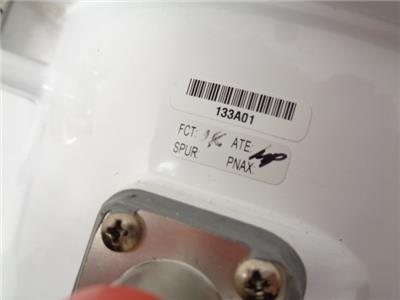 133A01
FCT: ATE:
SPUR: PNAX: